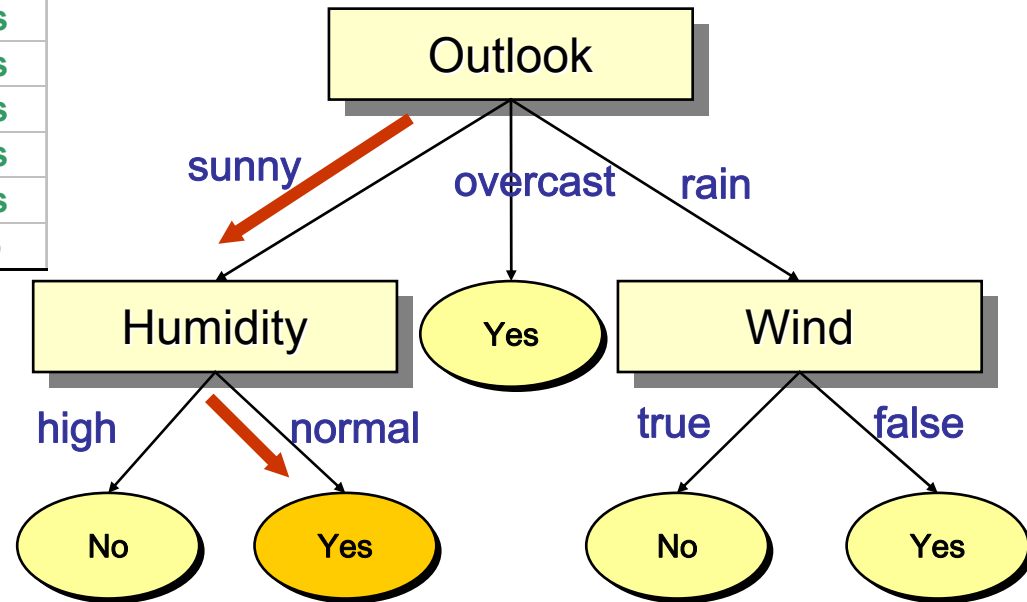 Outlook
sunny
overcast
rain
Humidity
Yes
Wind
high
normal
true
false
No
Yes
No
Yes